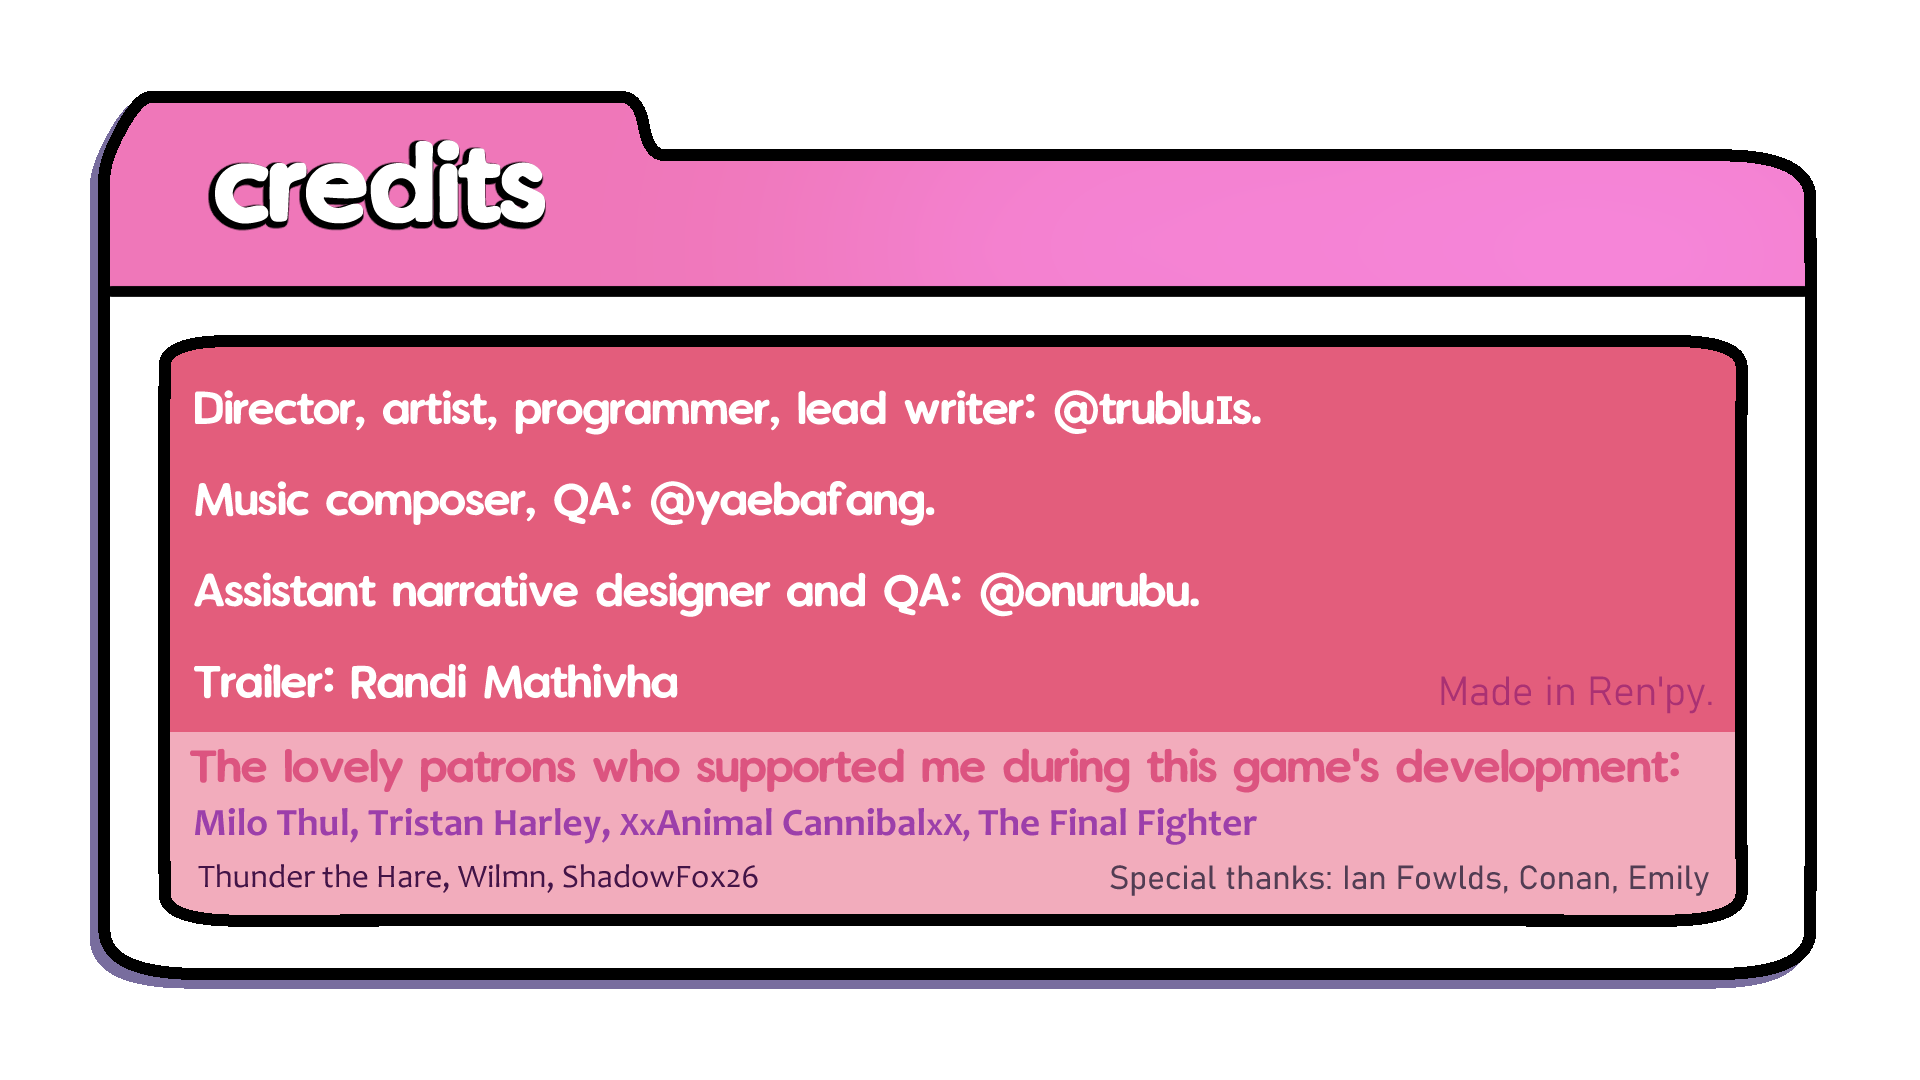 credits
Director, artist, programmer, lead writer: @trubluIs.
Music composer, QA: @yaebafang.
Assistant narrative designer and QA: @onurubu.
Trailer: Randi Mathivha
Made in Ren'py.
The lovely patrons who supported me during this game's development:
Milo Thul, Tristan Harley, XxAnimal CannibalxX, The Final Fighter
Thunder the Hare, Wilmn, ShadowFox26
Special thanks: Ian Fowlds, Conan, Emily